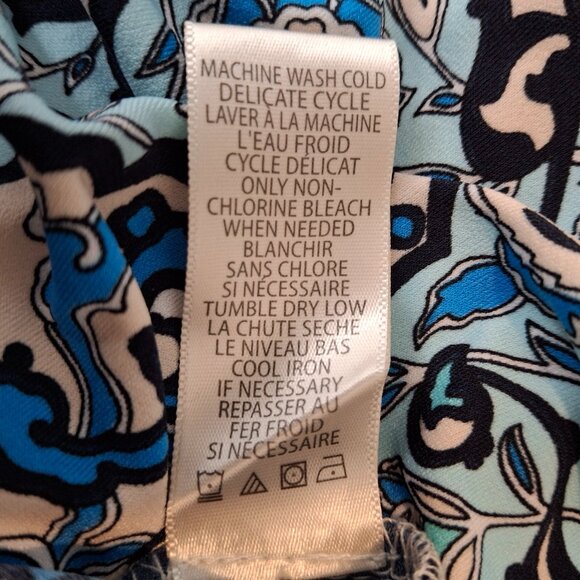 MACHINE WASH COLD
DELICATE CYCLE
LAVER A LA MACHINE
L'EAU FROID
CYCLE DÉLICAT
ONLY NON-
CHLORINE BLEACH
WHEN NEEDED
BLANCHIR
SANS CHLORE
SI NÉCESSAIRE
TUMBLE DRY LOW
LA CHUTE SECHE
LE NIVEAU BAS
COOL IRON
IF NECESSARY
REPASSER AU
FER FROID
SI NÉCESSAIRE